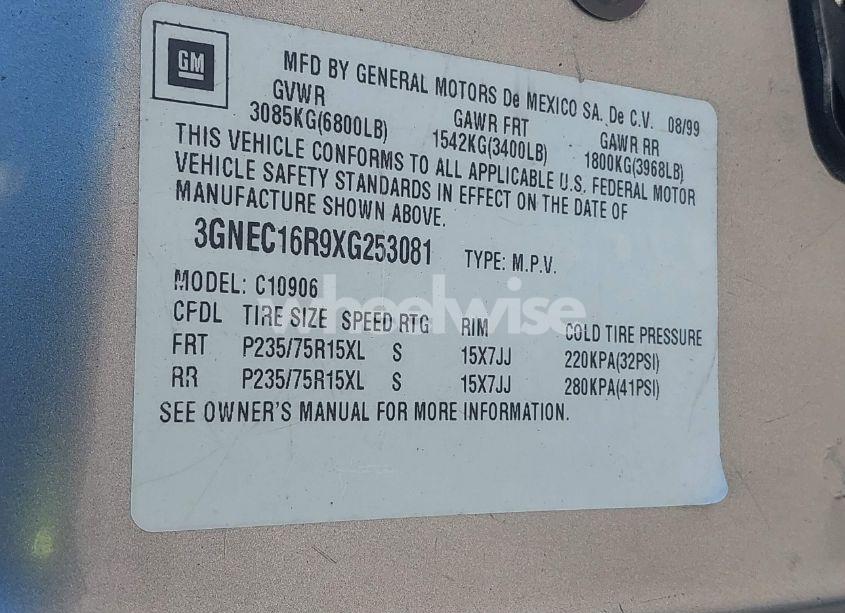 GM
MFD BY GENERAL MOTORS De MEXICO SA. De C.V. 08/99
GVWR GAWR FRT GAWR RR
3085KG(6800LB) 1542KG(3400LB) 1800KG(3968LB)
THIS VEHICLE CONFORMS TO ALL APPLICABLE U.S. FEDERAL MOTOR
VEHICLE SAFETY STANDARDS IN EFFECT ON THE DATE OF
MANUFACTURE SHOWN ABOVE.
3GNEC16R9XG253081 TYPE: M.P.V.
MODEL: C10906
wheelwise
CFDL TIRE SIZE SPEED RTG RIM COLD TIRE PRESSURE
FRT P235/75R15XL S 15X7JJ 220KPA(32PSI)
RR P235/75R15XL S 15X7JJ 280KPA(41PSI)
SEE OWNER'S MANUAL FOR MORE INFORMATION.